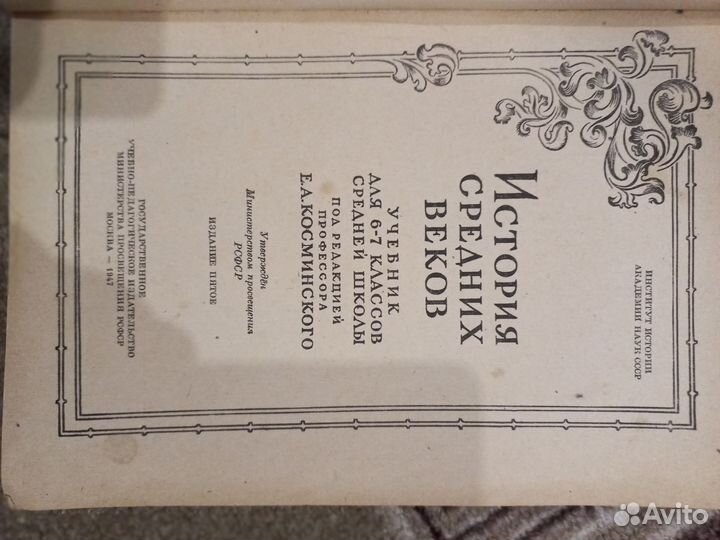 ИНСТИТУТ ИСТОРИИ
АКАДЕМИИ НАУК СССР
ИСТОРИЯ
СРЕДНИХ
ВЕКОВ
УЧЕБНИК
ДЛЯ 6-7 КЛАССОВ
СРЕДНЕЙ ШКОЛЫ
ПОД РЕДАКЦИЕЙ
ПРОФЕССОРА
Е.А.КОСМИНСКОГО
Утверждён
Министерством просвещения
РСФСР
ИЗДАНИЕ ПЯТОЕ
ГОСУДАРСТВЕННОЕ
УЧЕБНО-ПЕДАГОГИЧЕСКОЕ ИЗДАТЕЛЬСТВО
МИНИСТЕРСТВА ПРОСВЕЩЕНИЯ РСФСР
МОСКВА — 1947
Avito